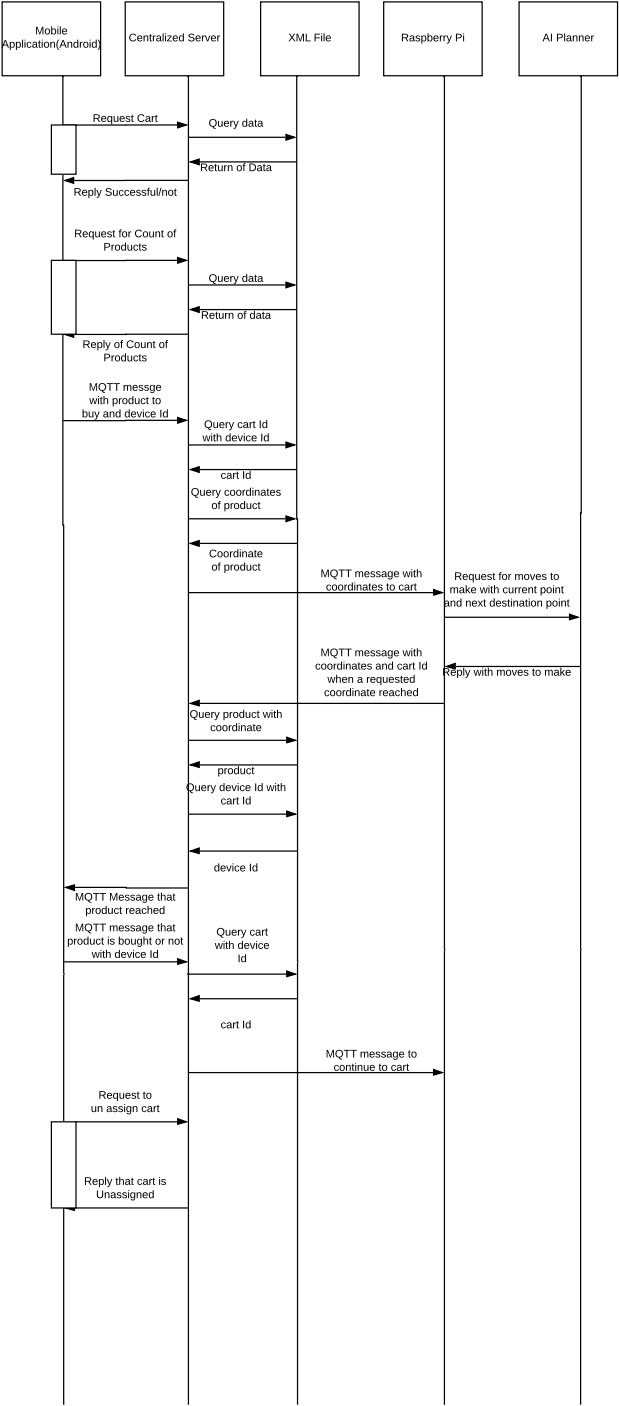 Mobile
Application(Android)
Centralized Server
XML File
Raspberry Pi
AI Planner
Request Cart
Query data
Return of Data
Reply Successful/not
Request for Count of
Products
Query data
Return of data
Reply of Count of
Products
MQTT messge
with product to
buy and device Id
Query cart Id
with device Id
cart Id
Query coordinates
of product
Coordinate
of product
MQTT message with
coordinates to cart
Request for moves to
make with current point
and next destination point
Reply with moves to make
MQTT message with
coordinates and cart Id
when a requested
coordinate reached
Query product with
coordinate
product
Query device Id with
cart Id
device Id
MQTT Message that
product reached
MQTT message that
product is bought or not
with device Id
Query cart
with device
Id
cart Id
MQTT message to
continue to cart
Request to
un assign cart
Reply that cart is
Unassigned